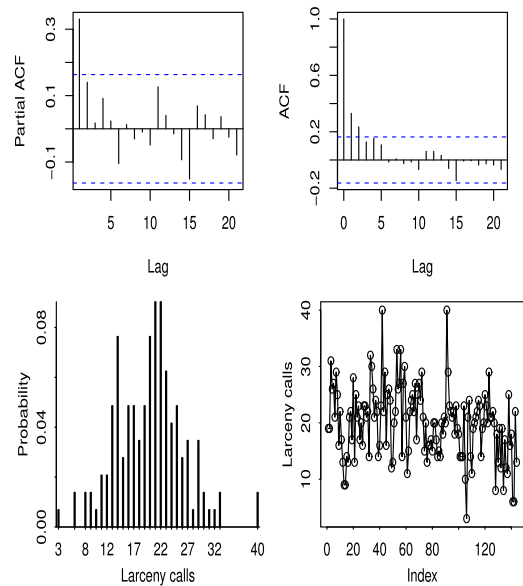 Partial ACF
0.3
0.1
−0.1
5 10 15 20
Lag
ACF
1.0
0.6
0.2
−0.2
0 5 10 15 20
Lag
Probability
0.08
0.04
0.00
3 8 12 17 22 27 32 40
Larceny calls
Larceny calls
40
30
20
10
0 20 40 60 80 140
Index